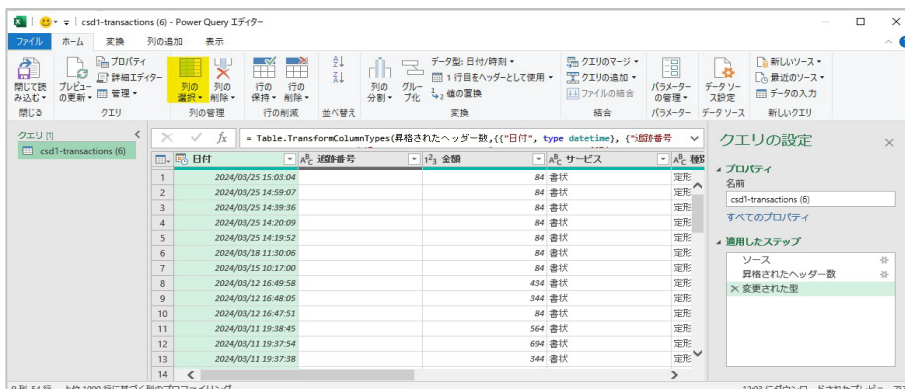 csd1-transactions (6) - Power Query エディター
ファイル ホーム 変換 列の追加 表示
閉じて読み込む
プレビューの更新
プロパティ
詳細エディター
管理
列の選択
列の削除
行の保持
行の削除
列の分割
グループ化
データ型: 日付/時刻
1 行目をヘッダーとして使用
1→2 値の置換
クエリのマージ
クエリの追加
ファイルの結合
パラメーターの管理
データ ソース設定
新しいソース
最近のソース
データの入力
閉じる クエリ 列の管理 行の削減 並べ替え 変換 結合 パラメーター データ ソース 新しいクエリ
クエリ [1]
csd1-transactions (6)
fx = Table.TransformColumnTypes(昇格されたヘッダー数,{{"日付", type datetime}, {"追跡番号
日付 ABC 追跡番号 123 金額 ABC サービス ABC
1 2024/03/25 15:03:04 84 書状 定形
2 2024/03/25 14:59:07 84 書状 定形
3 2024/03/25 14:39:36 84 書状 定形
4 2024/03/25 14:20:09 84 書状 定形
5 2024/03/25 14:19:52 84 書状 定形
6 2024/03/18 11:30:06 84 書状 定形
7 2024/03/15 10:17:00 84 書状 定形
8 2024/03/12 16:49:58 434 書状 定形
9 2024/03/12 16:48:05 344 書状 定形
10 2024/03/12 16:47:51 84 書状 定形
11 2024/03/11 19:38:45 564 書状 定形
12 2024/03/11 19:37:54 694 書状 定形
13 2024/03/11 19:37:38 344 書状 定形
14
クエリの設定
プロパティ
名前
csd1-transactions (6)
すべてのプロパティ
適用したステップ
ソース
昇格されたヘッダー数
変更された型